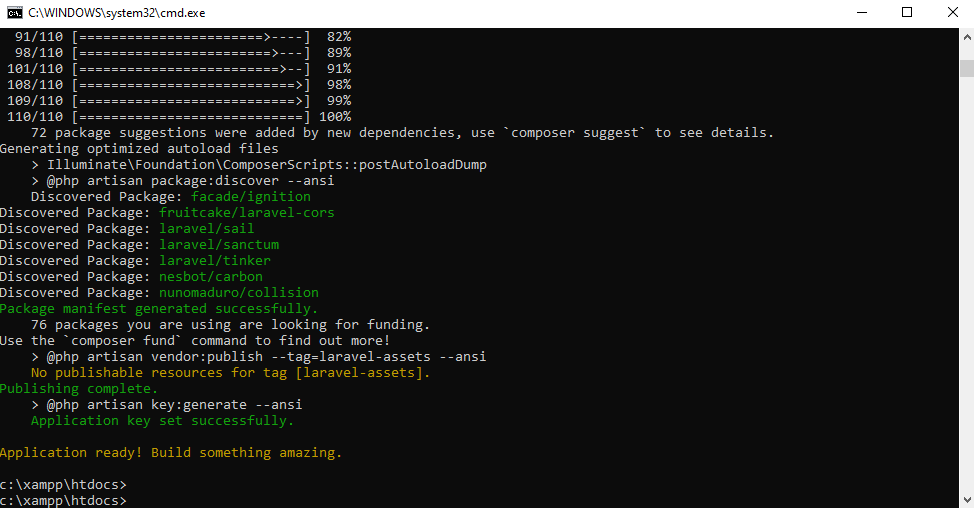 C:\WINDOWS\system32\cmd.exe
91/110 [========================>----]  82%
98/110 [=========================>---]  89%
101/110 [==========================>--]  91%
108/110 [============================>]  98%
109/110 [============================>]  99%
110/110 [=============================] 100%
72 package suggestions were added by new dependencies, use `composer suggest` to see details.
Generating optimized autoload files
> Illuminate\Foundation\ComposerScripts::postAutoloadDump
> @php artisan package:discover --ansi
Discovered Package: facade/ignition
Discovered Package: fruitcake/laravel-cors
Discovered Package: laravel/sail
Discovered Package: laravel/sanctum
Discovered Package: laravel/tinker
Discovered Package: nesbot/carbon
Discovered Package: nunomaduro/collision
Package manifest generated successfully.
76 packages you are using are looking for funding.
Use the `composer fund` command to find out more!
> @php artisan vendor:publish --tag=laravel-assets --ansi
No publishable resources for tag [laravel-assets].
Publishing complete.
> @php artisan key:generate --ansi
Application key set successfully.
Application ready! Build something amazing.
c:\xampp\htdocs>
c:\xampp\htdocs>